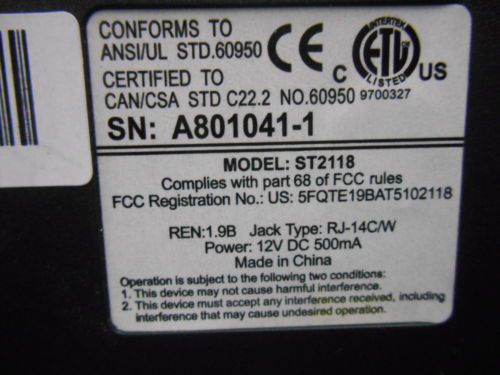 CONFORMS TO
ANSI/UL STD.60950
CERTIFIED TO
CAN/CSA STD C22.2 NO.60950
CE
INTERTEK
C ETL US
LISTED
9700327
SN: A801041-1
MODEL: ST2118
Complies with part 68 of FCC rules
FCC Registration No.: US: 5FQTE19BAT5102118
REN:1.9B Jack Type: RJ-14C/W
Power: 12V DC 500mA
Made in China
Operation is subject to the following two conditions:
1. This device may not cause harmful interference.
2. This device must accept any interference received, including
interference that may cause undesired operation.